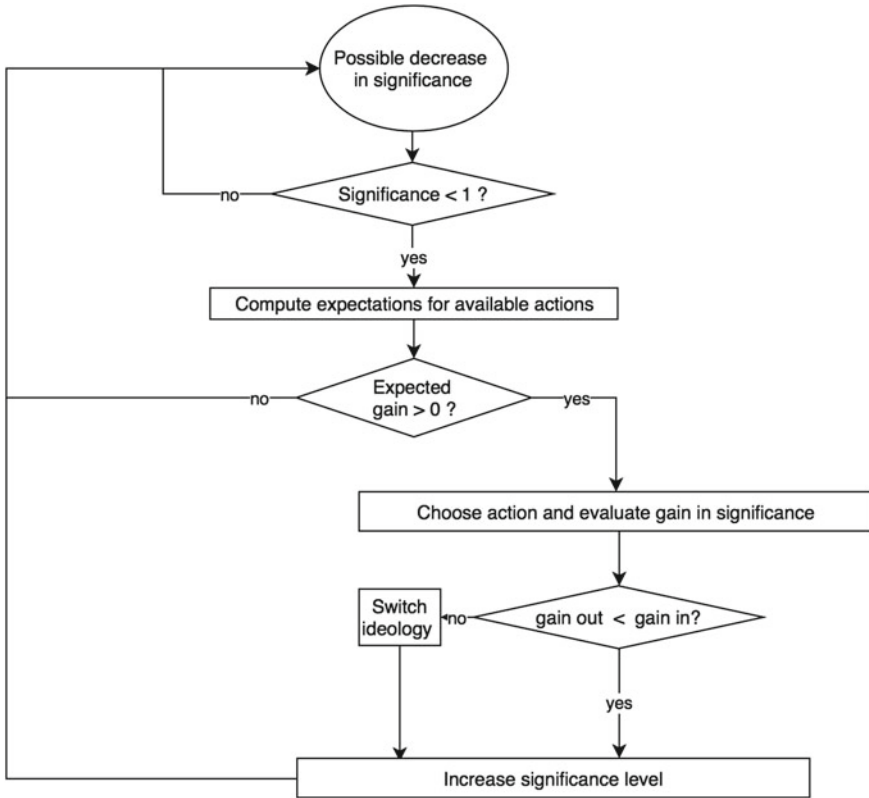 Possible decrease
in significance
no
Significance < 1 ?
yes
Compute expectations for available actions
no
Expected
gain > 0 ?
yes
Choose action and evaluate gain in significance
Switch
ideology
no
gain out < gain in?
yes
Increase significance level